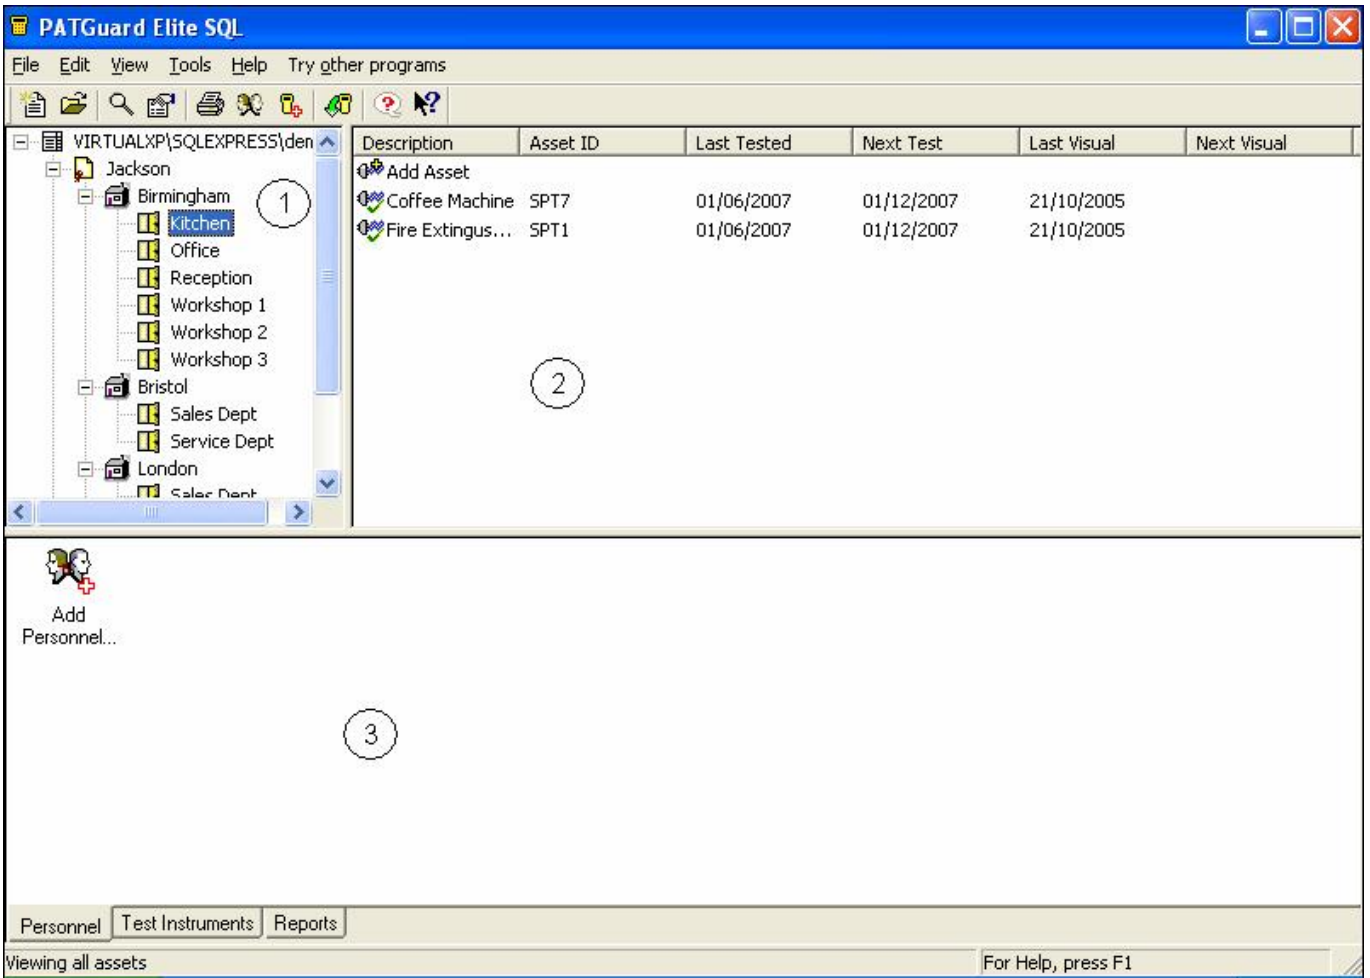 PATGuard Elite SQL
File Edit View Tools Help Try other programs
VIRTUALXP\SQLEXPRESS\den
Jackson
Birmingham
Kitchen
Office
Reception
Workshop 1
Workshop 2
Workshop 3
Bristol
Sales Dept
Service Dept
London
Sales Dept
1
Description Asset ID Last Tested Next Test Last Visual Next Visual
Add Asset
Coffee Machine SPT7 01/06/2007 01/12/2007 21/10/2005
Fire Extingus... SPT1 01/06/2007 01/12/2007 21/10/2005
2
Add
Personnel...
3
Personnel Test Instruments Reports
Viewing all assets For Help, press F1